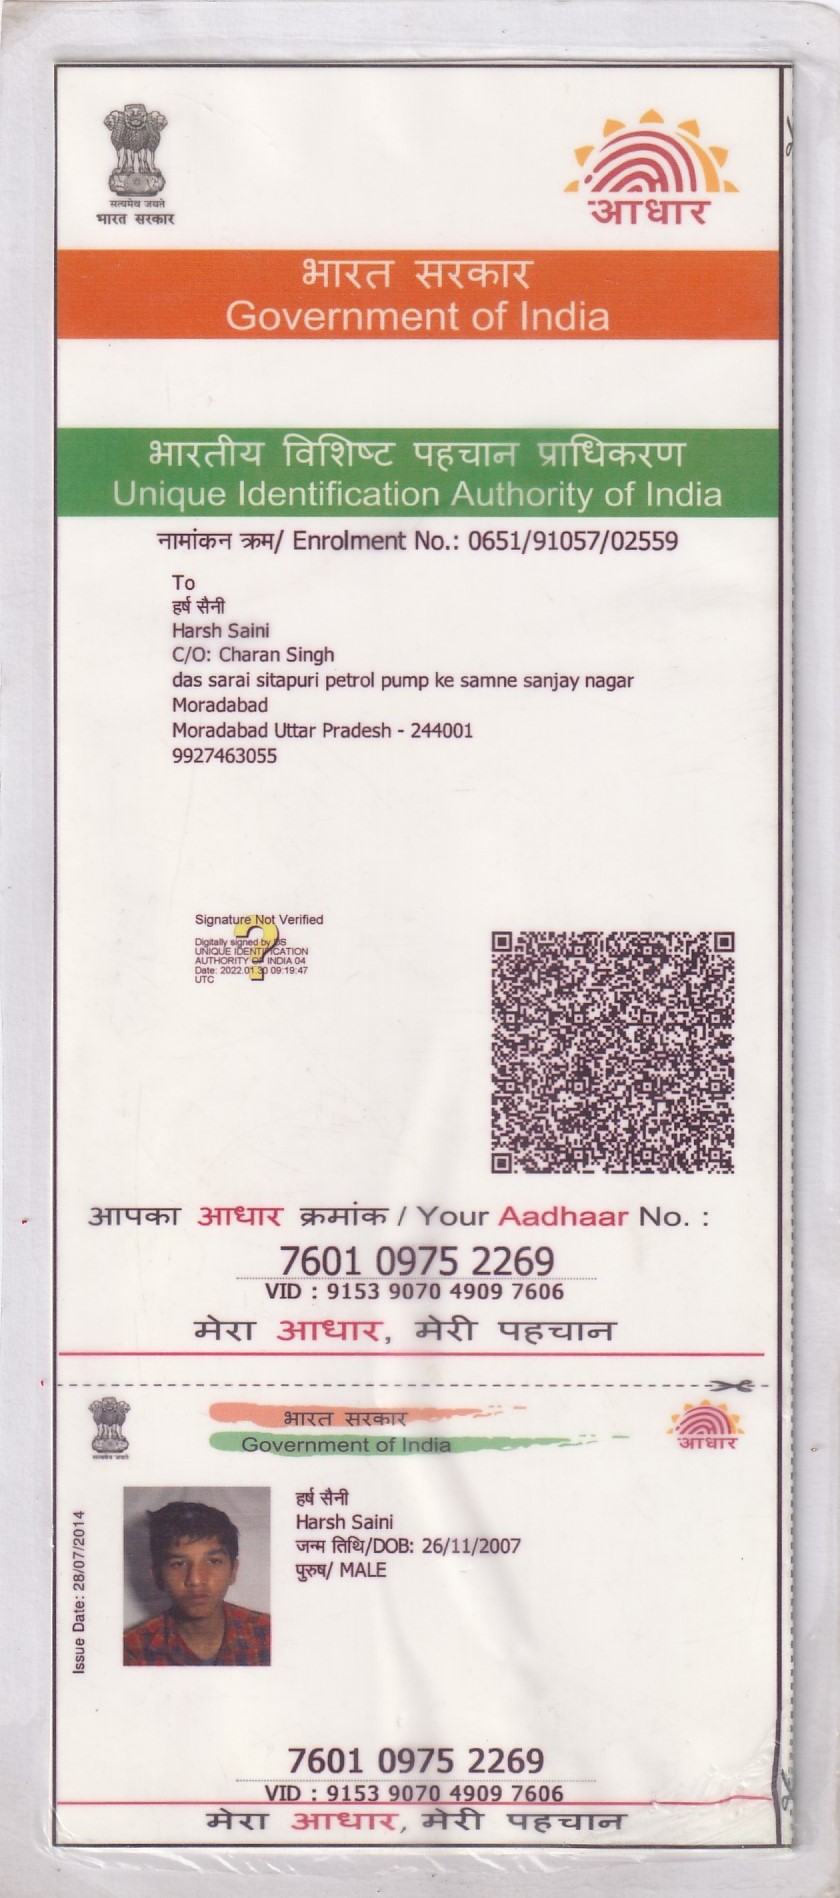 सत्यमेव जयते
भारत सरकार
आधार
भारत सरकार
Government of India
भारतीय विशिष्ट पहचान प्राधिकरण
Unique Identification Authority of India
नामांकन क्रम/ Enrolment No.: 0651/91057/02559
To
हर्ष सैनी
Harsh Saini
C/O: Charan Singh
das sarai sitapuri petrol pump ke samne sanjay nagar
Moradabad
Moradabad Uttar Pradesh - 244001
9927463055
Signature Not Verified
Digitally signed by DS
UNIQUE IDENTIFICATION
AUTHORITY OF INDIA 04
Date: 2022.01.30 09:19:47
UTC
आपका आधार क्रमांक / Your Aadhaar No. :
7601 0975 2269
VID : 9153 9070 4909 7606
मेरा आधार, मेरी पहचान
सत्यमेव जयते
भारत सरकार
Government of India
आधार
Issue Date: 28/07/2014
हर्ष सैनी
Harsh Saini
जन्म तिथि/DOB: 26/11/2007
पुरुष/ MALE
7601 0975 2269
VID : 9153 9070 4909 7606
मेरा आधार, मेरी पहचान